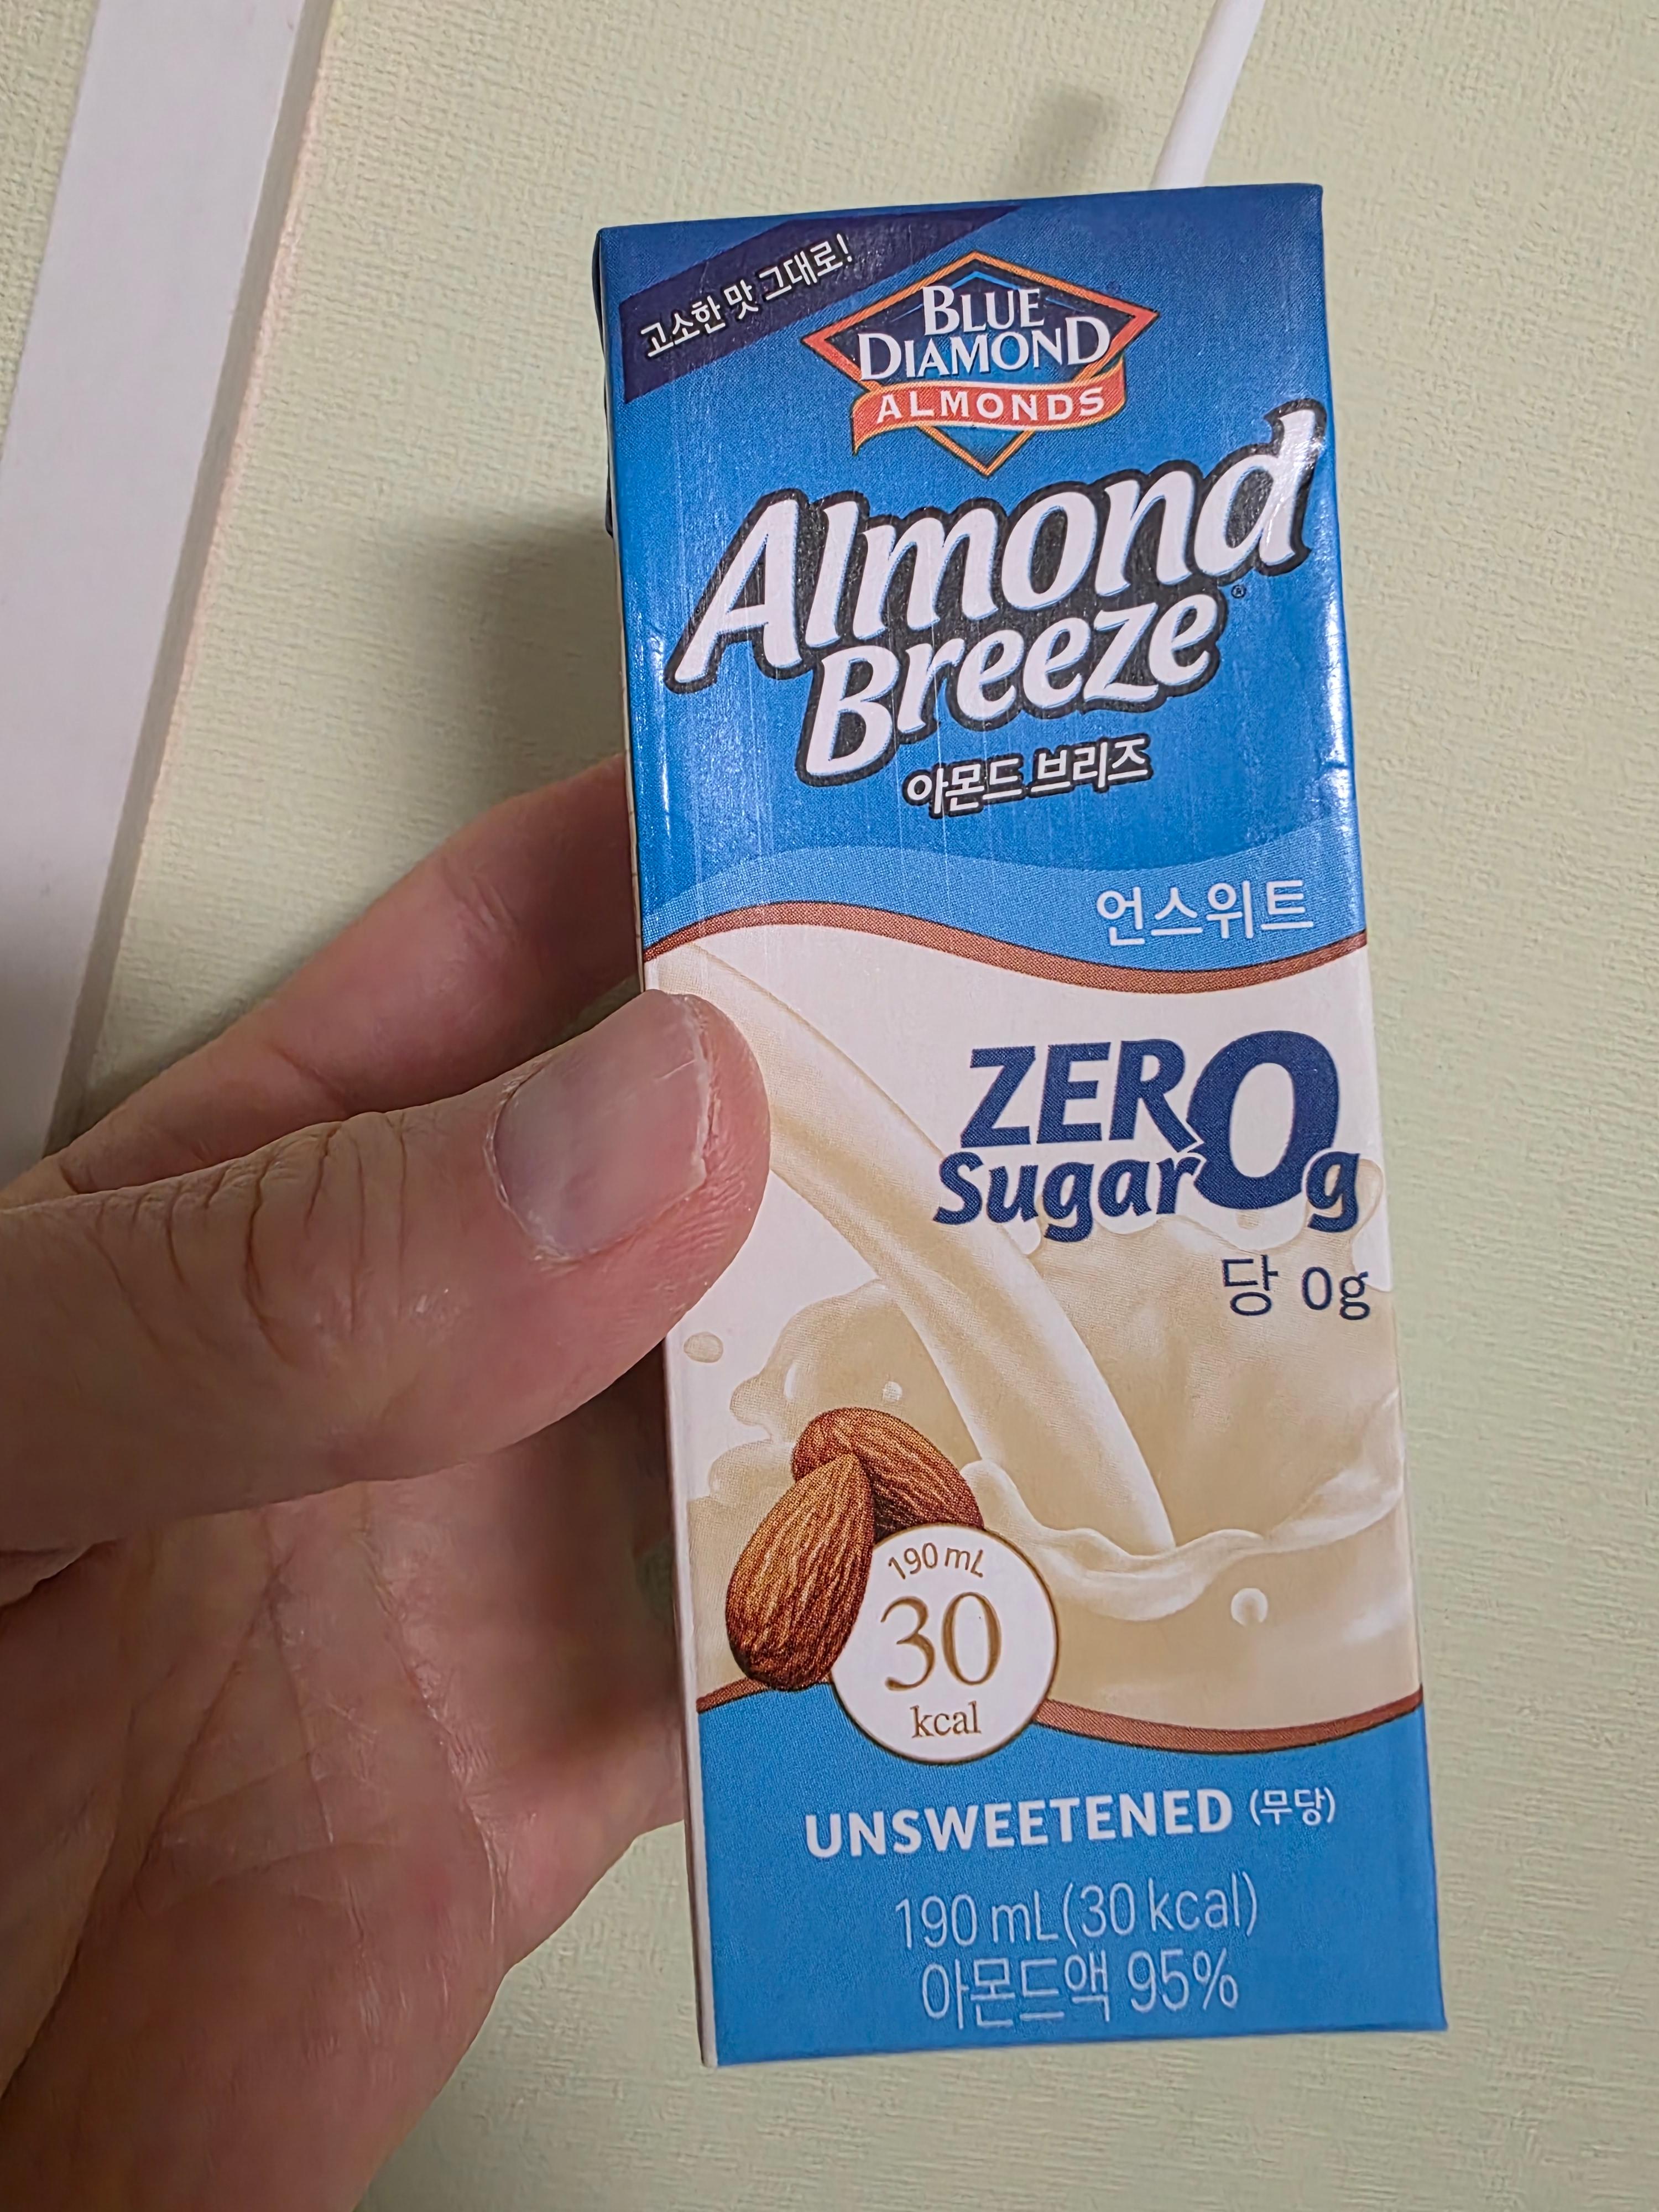 고소한 맛 그대로!
BLUE
DIAMOND
ALMONDS
Almond
Breeze®
아몬드 브리즈
언스위트
ZERO
Sugar 0g
당 0g
190 mL
30
kcal
UNSWEETENED (무당)
190 mL(30 kcal)
아몬드액 95%